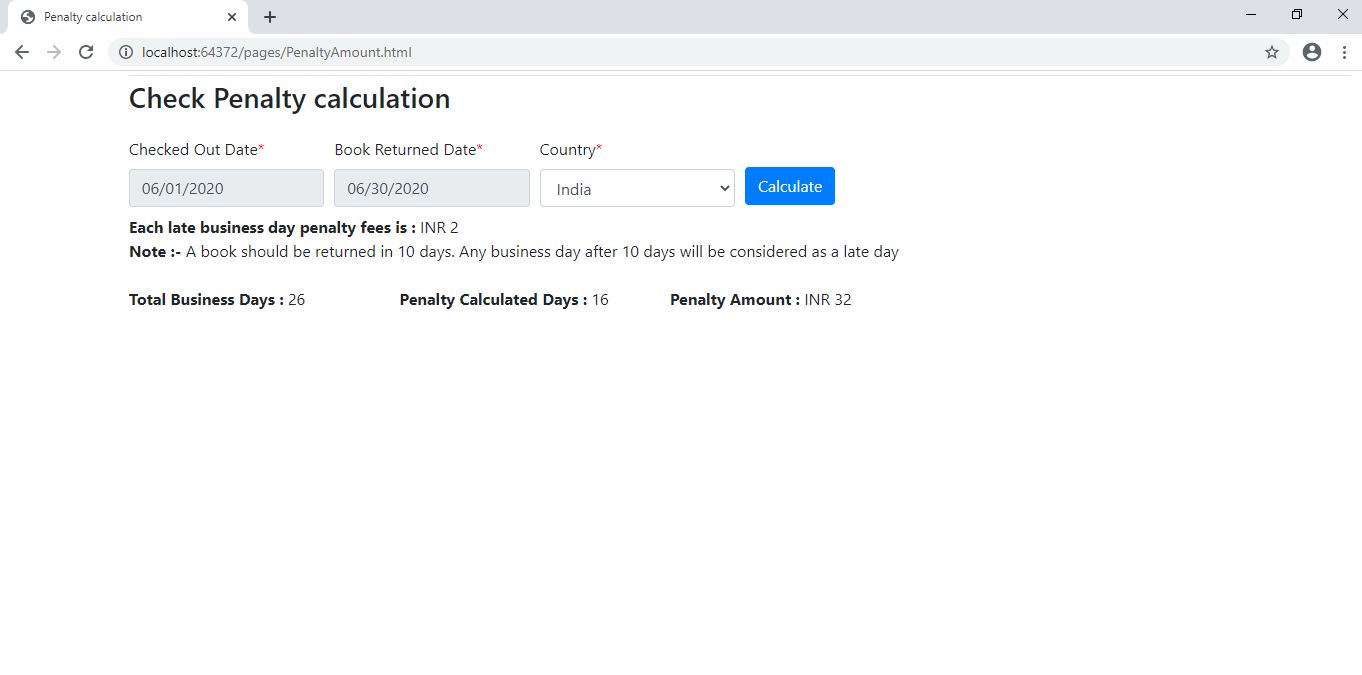 Penalty calculation
localhost:64372/pages/PenaltyAmount.html
Check Penalty calculation
Checked Out Date* Book Returned Date* Country*
06/01/2020 06/30/2020 India Calculate
Each late business day penalty fees is : INR 2
Note :- A book should be returned in 10 days. Any business day after 10 days will be considered as a late day
Total Business Days : 26 Penalty Calculated Days : 16 Penalty Amount : INR 32